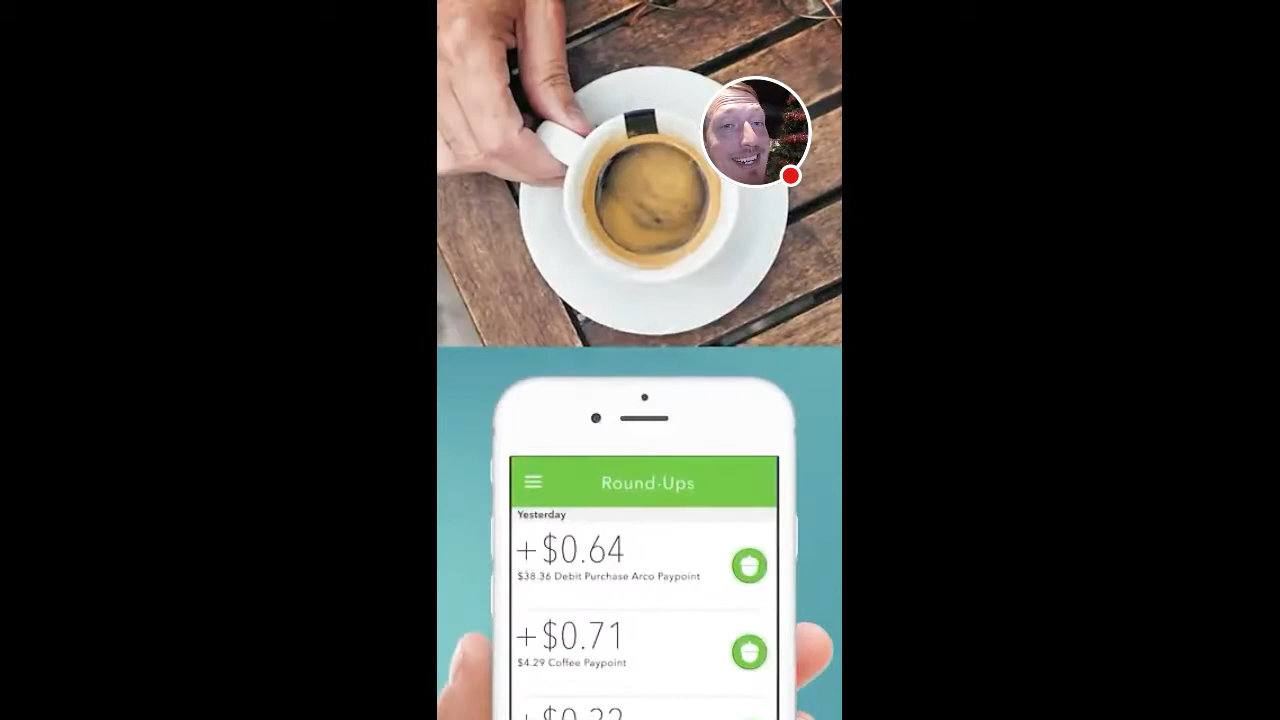 Round-Ups
Yesterday
+$0.64
$38.36 Debit Purchase Arco Paypoint
+$0.71
$4.29 Coffee Paypoint